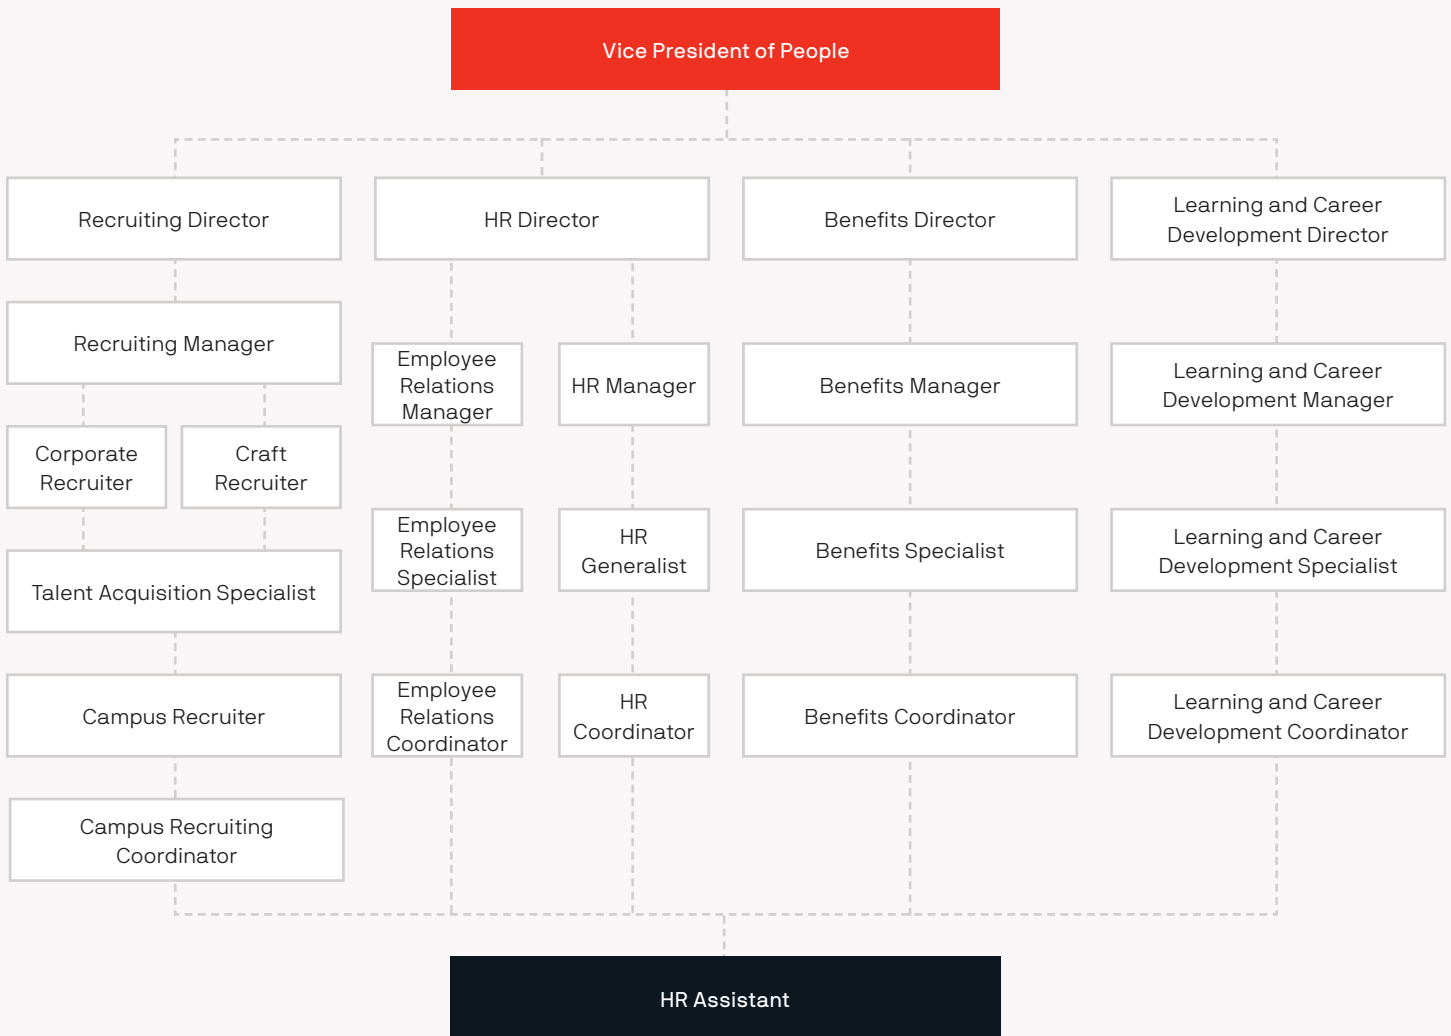 Vice President of People
Recruiting Director
HR Director
Benefits Director
Learning and Career
Development Director
Recruiting Manager
Employee
Relations
Manager
HR Manager
Benefits Manager
Learning and Career
Development Manager
Corporate
Recruiter
Craft
Recruiter
Employee
Relations
Specialist
HR
Generalist
Benefits Specialist
Learning and Career
Development Specialist
Talent Acquisition Specialist
Campus Recruiter
Employee
Relations
Coordinator
HR
Coordinator
Benefits Coordinator
Learning and Career
Development Coordinator
Campus Recruiting
Coordinator
HR Assistant